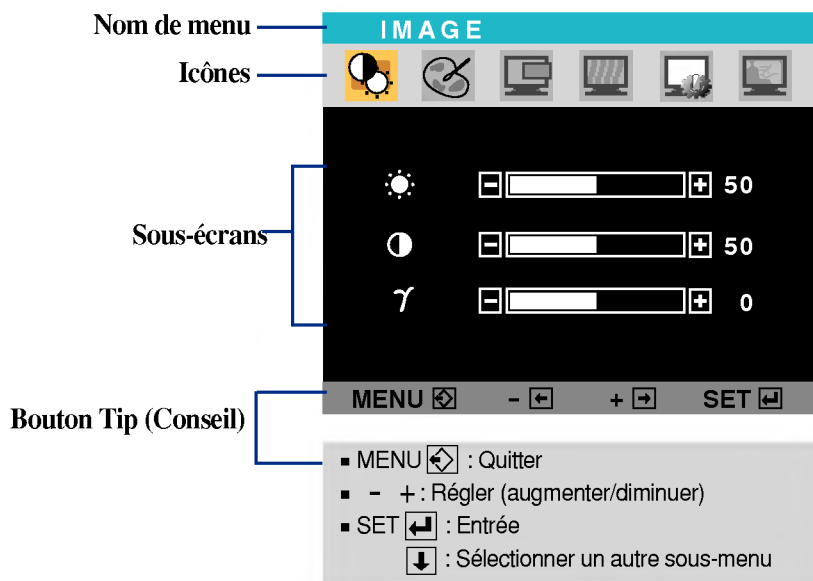 Nom de menu
IMAGE
Icônes
Sous-écrans
50
50
γ
0
MENU - + SET
Bouton Tip (Conseil)
▪ MENU : Quitter
▪ - + : Régler (augmenter/diminuer)
▪ SET : Entrée
: Sélectionner un autre sous-menu